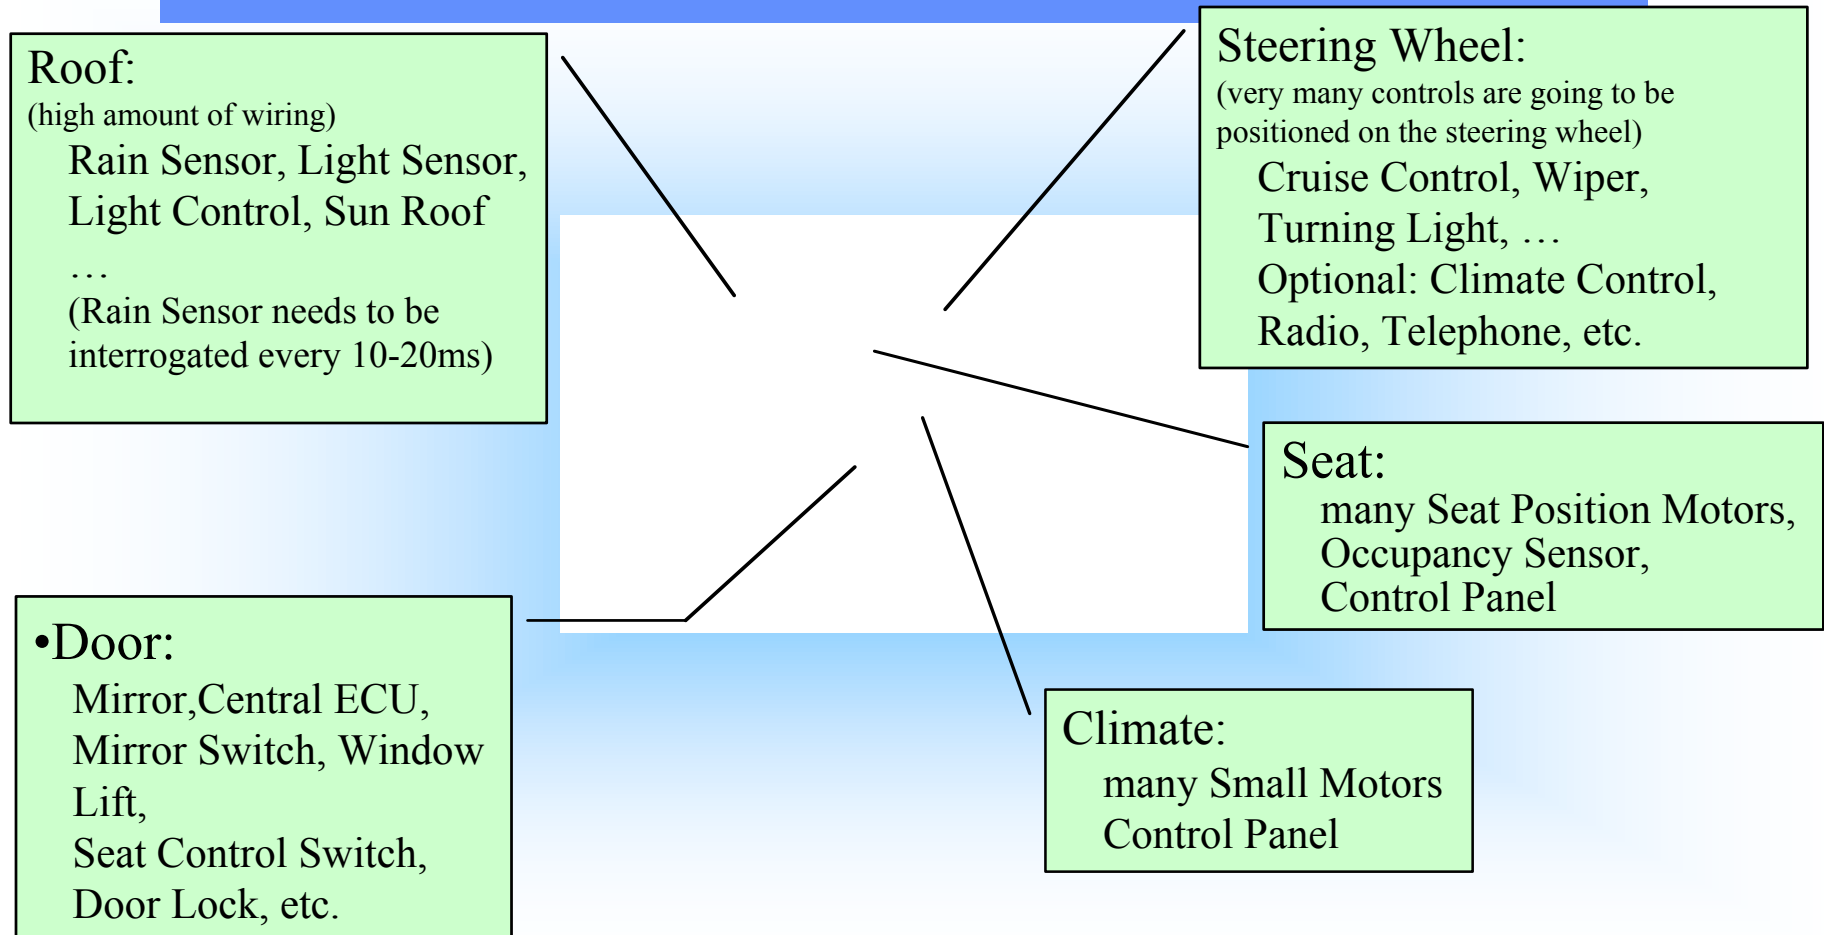 Roof:
(high amount of wiring)
Rain Sensor, Light Sensor,
Light Control, Sun Roof
…
(Rain Sensor needs to be
interrogated every 10-20ms)
Steering Wheel:
(very many controls are going to be
positioned on the steering wheel)
Cruise Control, Wiper,
Turning Light, …
Optional: Climate Control,
Radio, Telephone, etc.
Seat:
many Seat Position Motors,
Occupancy Sensor,
Control Panel
•Door:
Mirror,Central ECU,
Mirror Switch, Window
Lift,
Seat Control Switch,
Door Lock, etc.
Climate:
many Small Motors
Control Panel